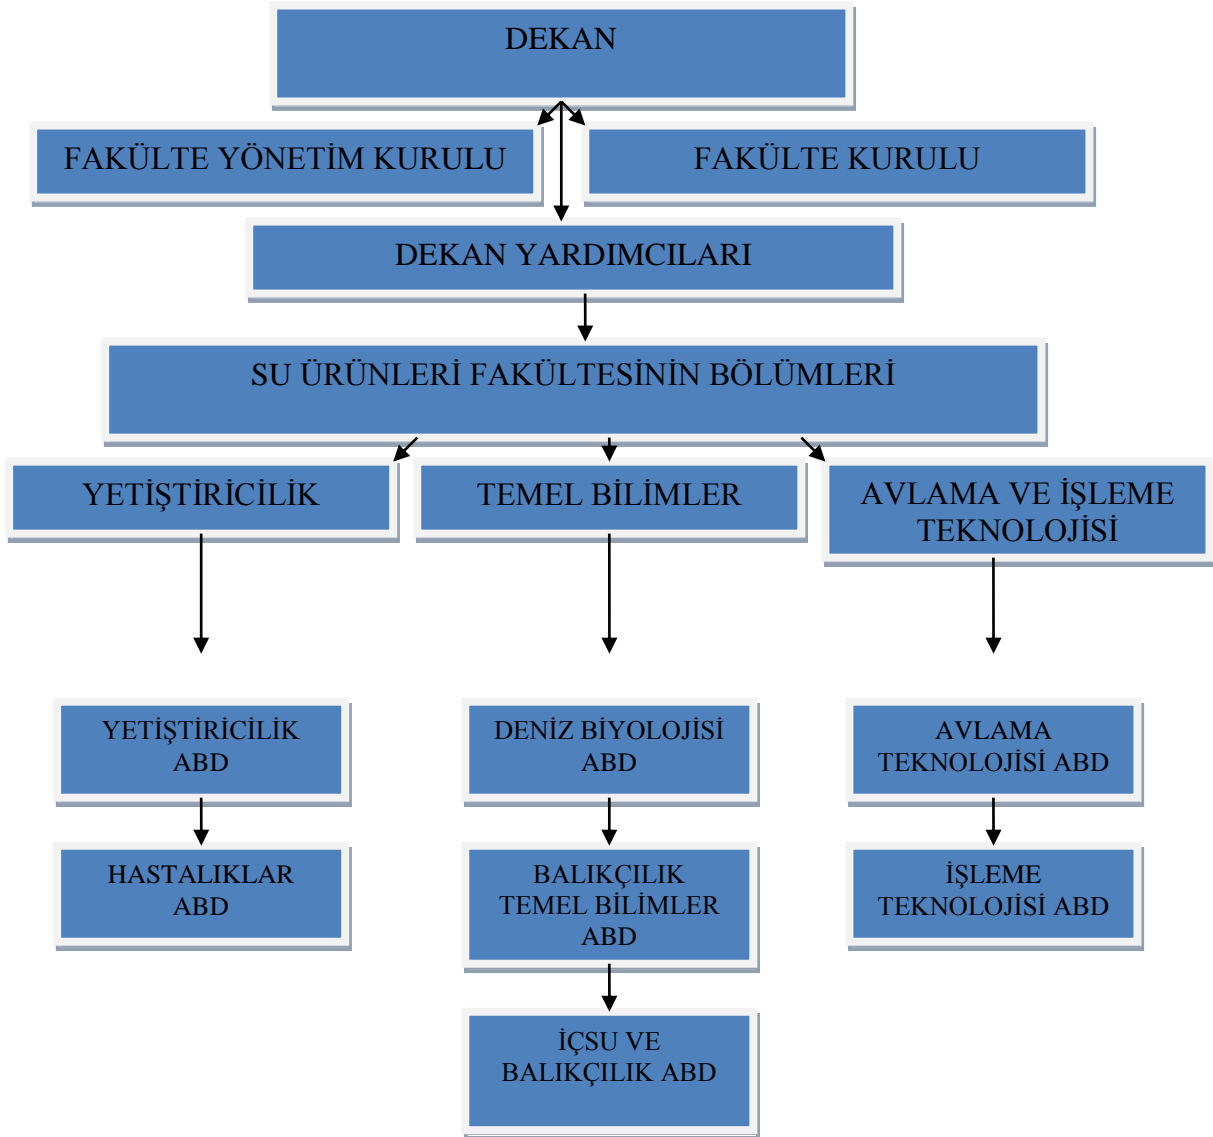 DEKAN
FAKÜLTE YÖNETİM KURULU
FAKÜLTE KURULU
DEKAN YARDIMCILARI
SU ÜRÜNLERİ FAKÜLTESİNİN BÖLÜMLERİ
YETİŞTİRİCİLİK
TEMEL BİLİMLER
AVLAMA VE İŞLEME
TEKNOLOJİSİ
YETİŞTİRİCİLİK
ABD
HASTALIKLAR
ABD
DENİZ BİYOLOJİSİ
ABD
BALIKÇILIK
TEMEL BİLİMLER
ABD
İÇSU VE
BALIKÇILIK ABD
AVLAMA
TEKNOLOJİSİ ABD
İŞLEME
TEKNOLOJİSİ ABD